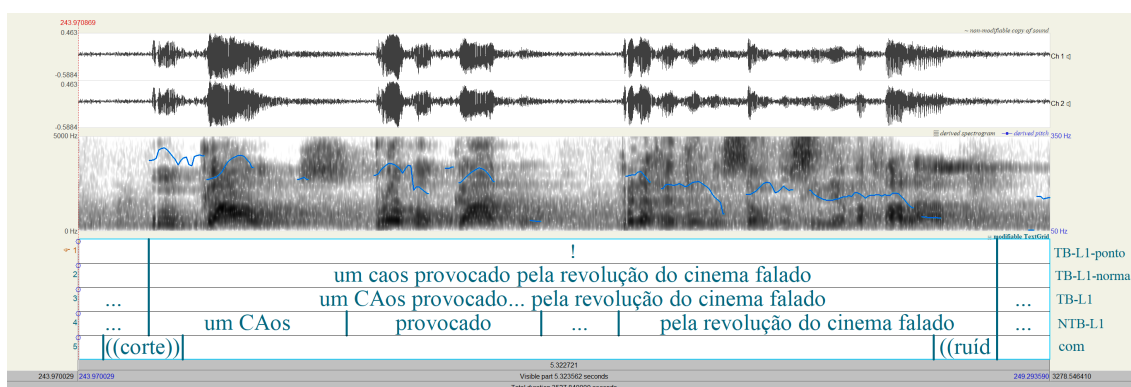 243.970869
0.463
~ non-modifiable copy of sound
Ch 1
-0.5884
0.463
Ch 2
-0.5884
derived spectrogram derived pitch
5000 Hz 350 Hz
0 Hz 50 Hz
modifiable TextGrid
1 ! TB-L1-ponto
2 um caos provocado pela revolução do cinema falado TB-L1-norma
3 ... um CAos provocado... pela revolução do cinema falado ... TB-L1
4 ... um CAos provocado ... pela revolução do cinema falado ... NTB-L1
5 ((corte)) ((ruíd com
5.322721
243.970029 243.970029 Visible part 5.323562 seconds 249.293590 3278.546410